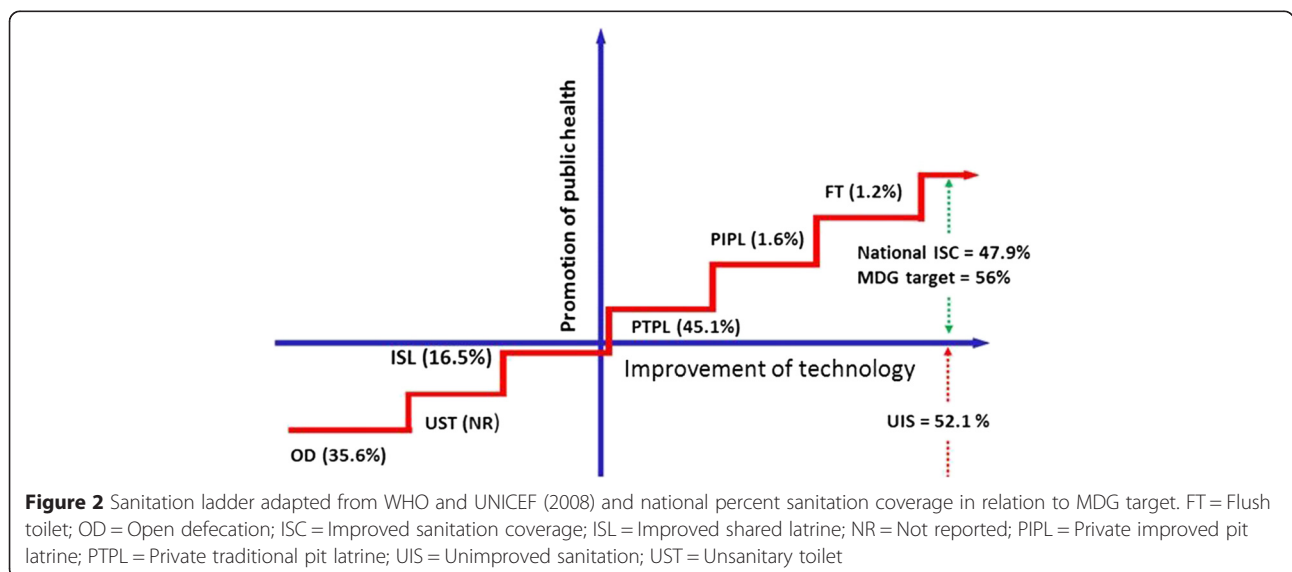 Promotion of public health
FT (1.2%)
PIPL (1.6%)
National ISC = 47.9%
MDG target = 56%
PTPL (45.1%)
ISL (16.5%)
Improvement of technology
UST (NR)
UIS = 52.1 %
OD (35.6%)
Figure 2 Sanitation ladder adapted from WHO and UNICEF (2008) and national percent sanitation coverage in relation to MDG target. FT = Flush
toilet; OD = Open defecation; ISC = Improved sanitation coverage; ISL = Improved shared latrine; NR = Not reported; PIPL = Private improved pit
latrine; PTPL = Private traditional pit latrine; UIS = Unimproved sanitation; UST = Unsanitary toilet